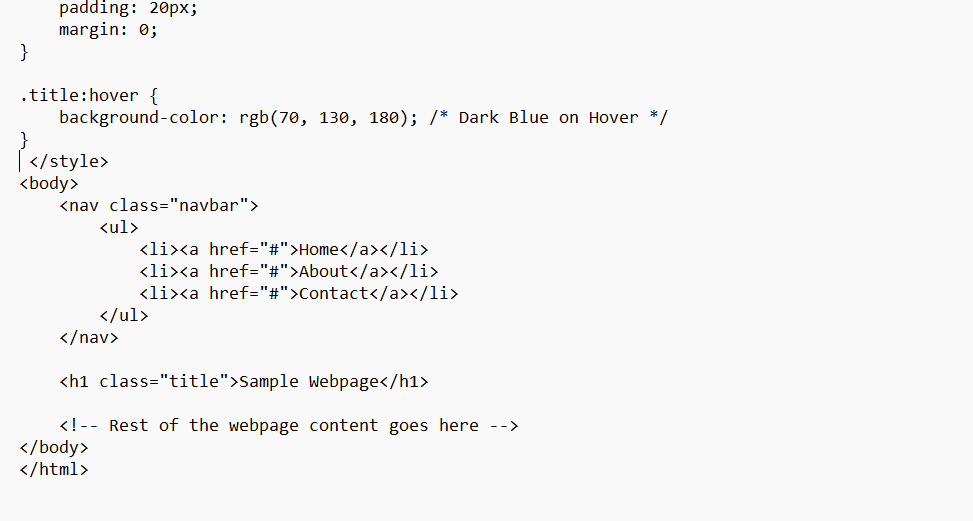 padding: 20px;
    margin: 0;
}

.title:hover {
    background-color: rgb(70, 130, 180); /* Dark Blue on Hover */
}
 </style>
<body>
    <nav class="navbar">
        <ul>
            <li><a href="#">Home</a></li>
            <li><a href="#">About</a></li>
            <li><a href="#">Contact</a></li>
        </ul>
    </nav>

    <h1 class="title">Sample Webpage</h1>

    <!-- Rest of the webpage content goes here -->
</body>
</html>